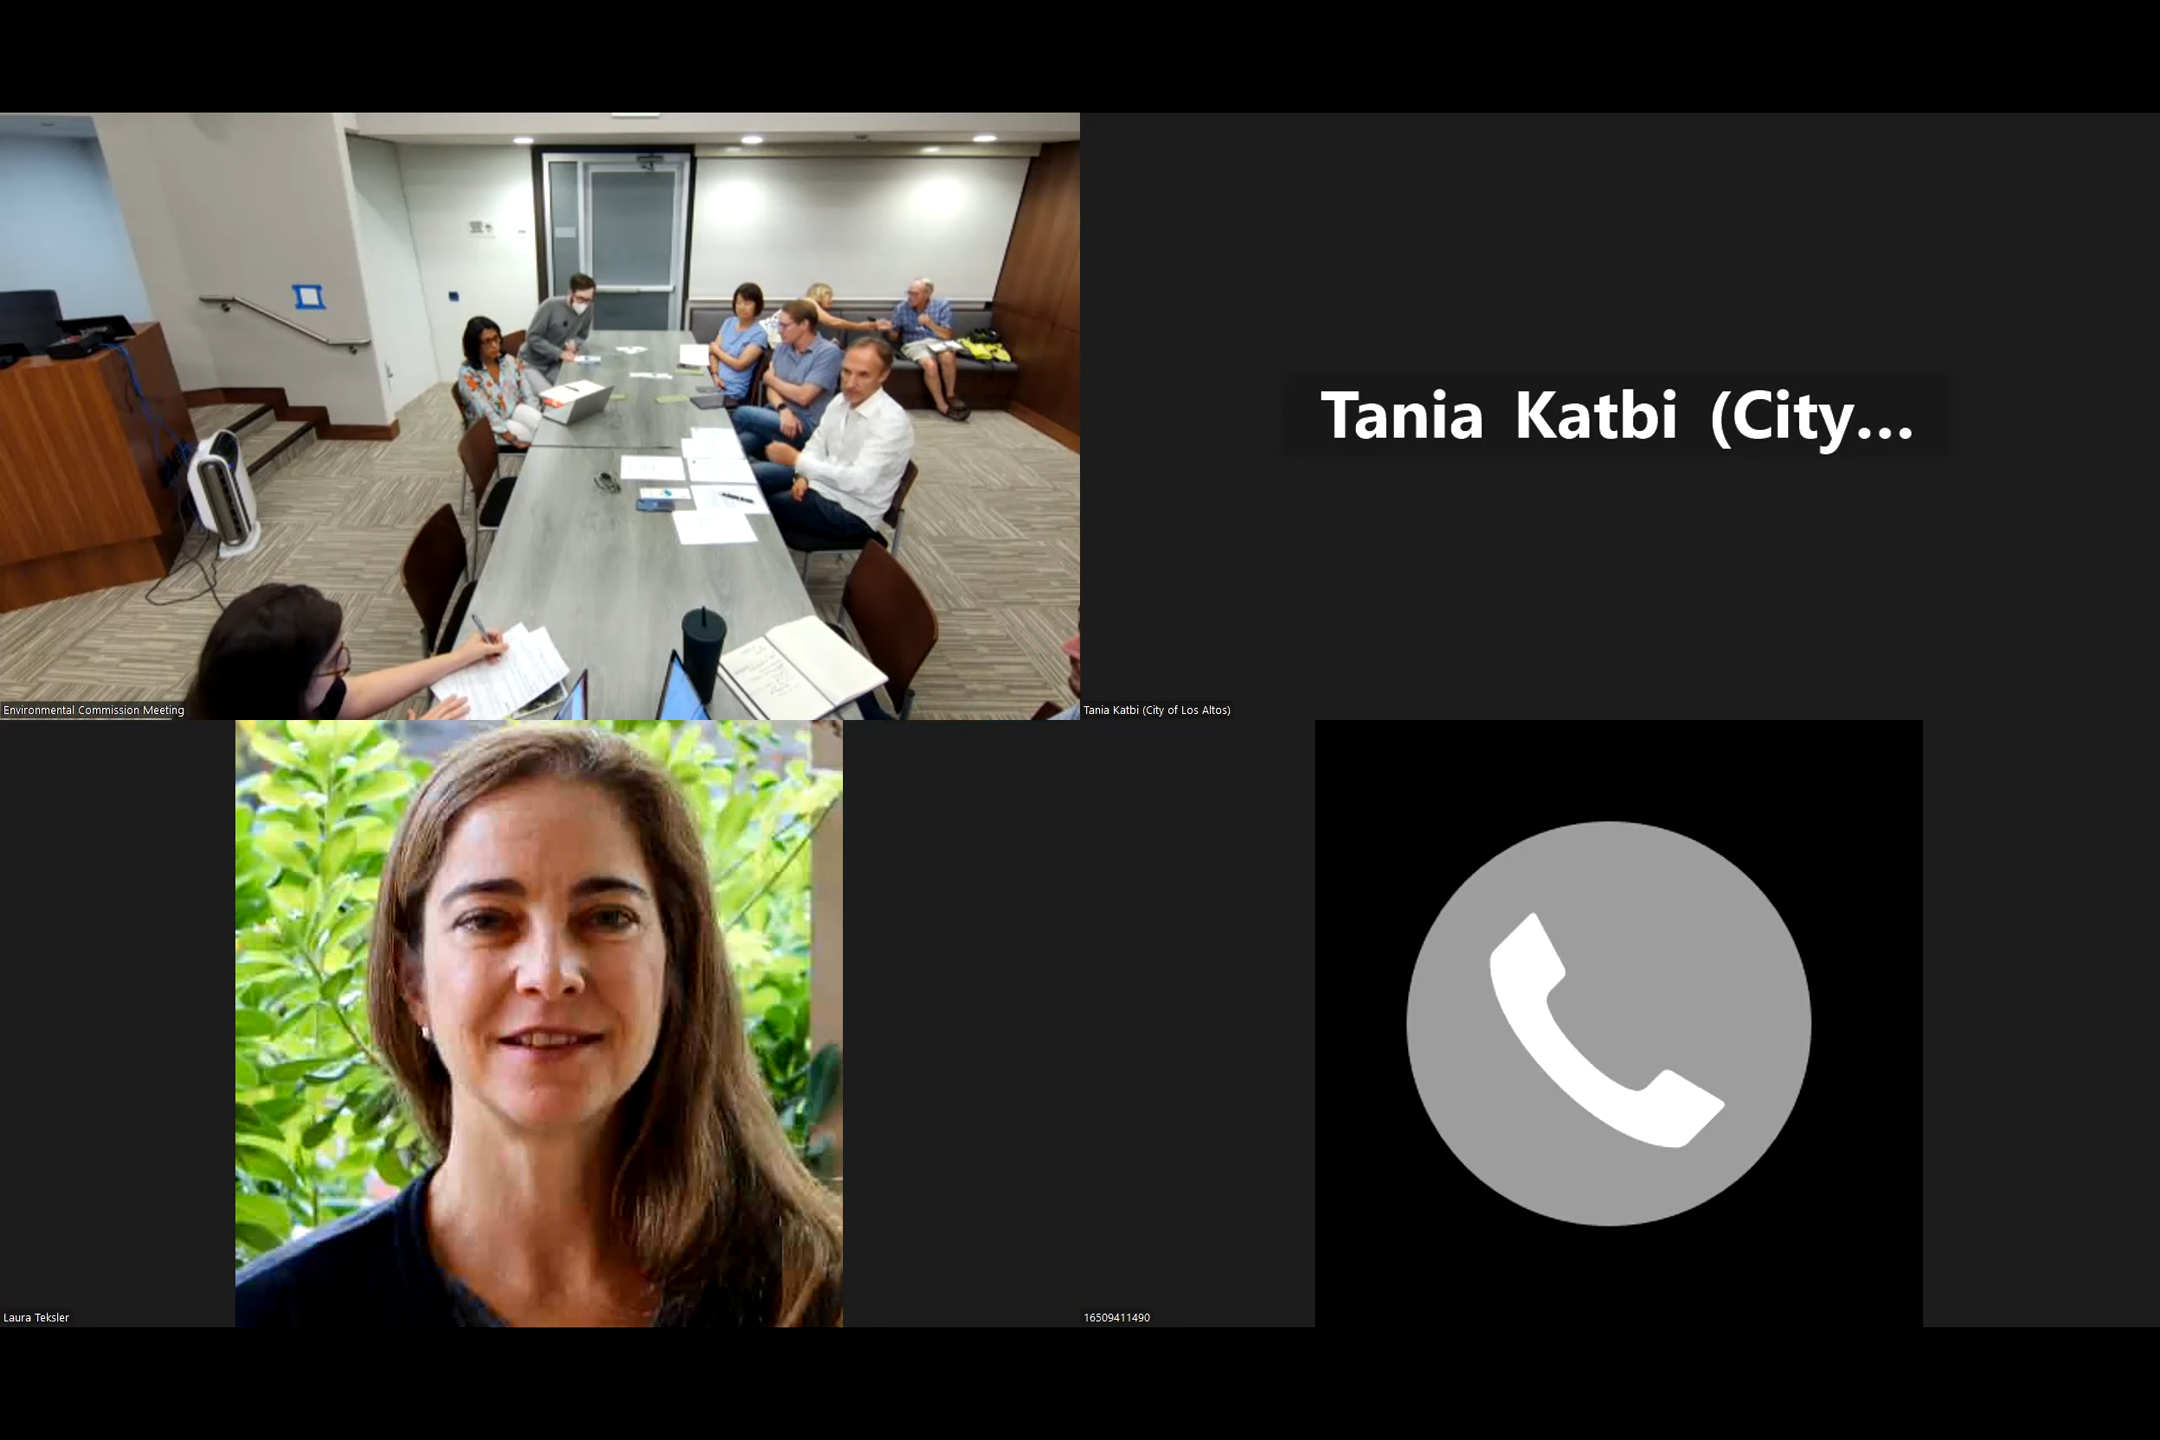 Environmental Commission Meeting
Tania Katbi (City...
Tania Katbi (City of Los Altos)
Laura Teksler
16509411490